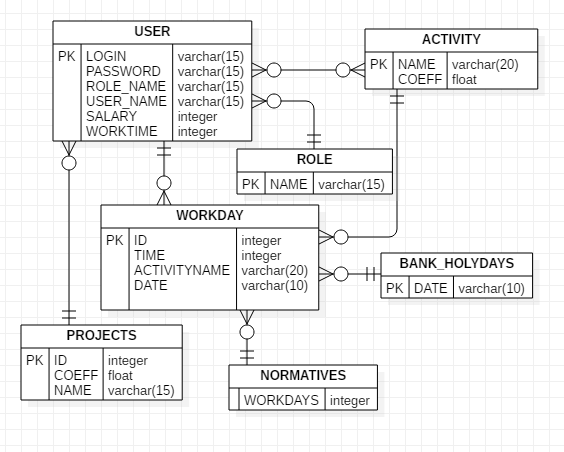 USER
PK LOGIN varchar(15)
PASSWORD varchar(15)
ROLE_NAME varchar(15)
USER_NAME varchar(15)
SALARY integer
WORKTIME integer
ACTIVITY
PK NAME varchar(20)
COEFF float
ROLE
PK NAME varchar(15)
WORKDAY
PK ID integer
TIME integer
ACTIVITYNAME varchar(20)
DATE varchar(10)
BANK_HOLYDAYS
PK DATE varchar(10)
PROJECTS
PK ID integer
COEFF float
NAME varchar(15)
NORMATIVES
WORKDAYS integer